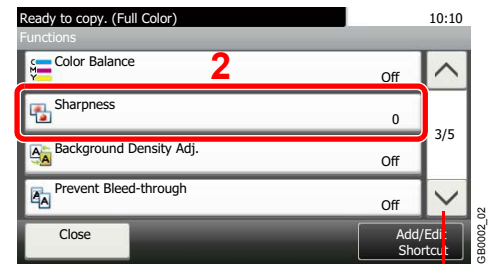 Ready to copy. (Full Color)
10:10
Functions
C
M
Y
Color Balance
2
Off
Sharpness
0
3/5
A
A
Background Density Adj.
Off
A
A
Prevent Bleed-through
Off
Close
Add/Edit
Shortcut
GB0002_02